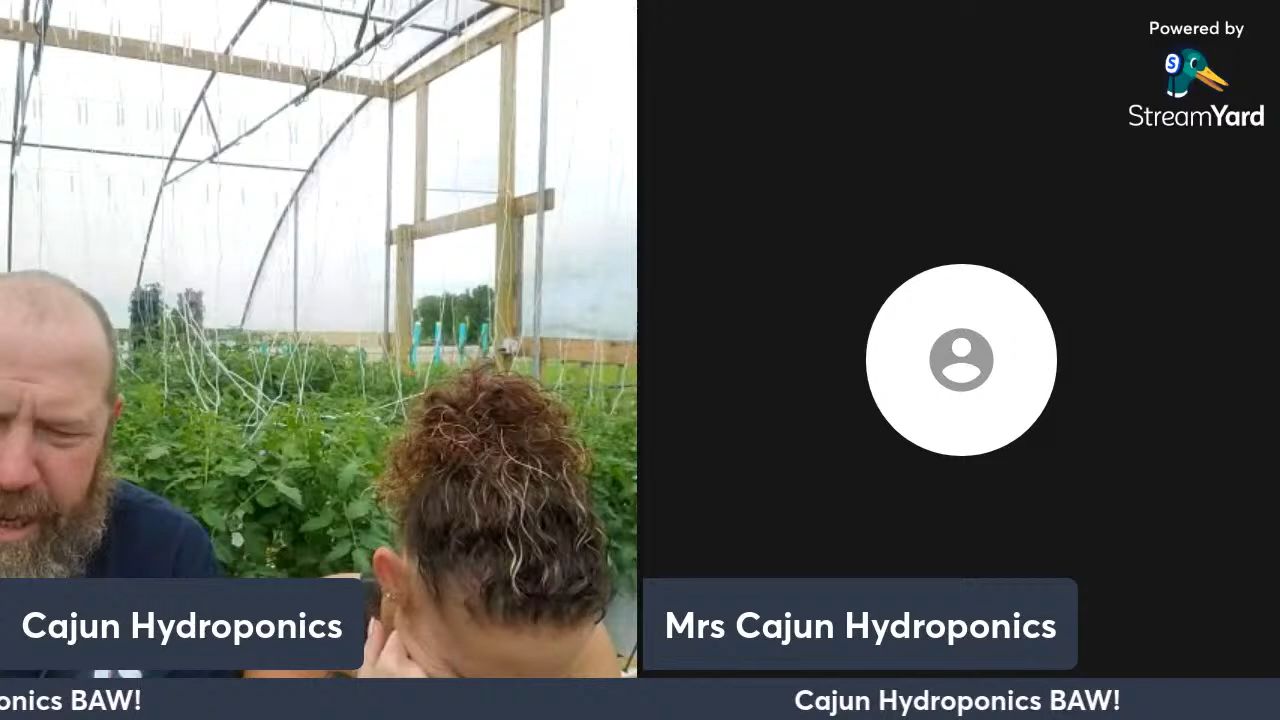 Powered by
S
StreamYard
Cajun Hydroponics
Mrs Cajun Hydroponics
onics BAW!
Cajun Hydroponics BAW!